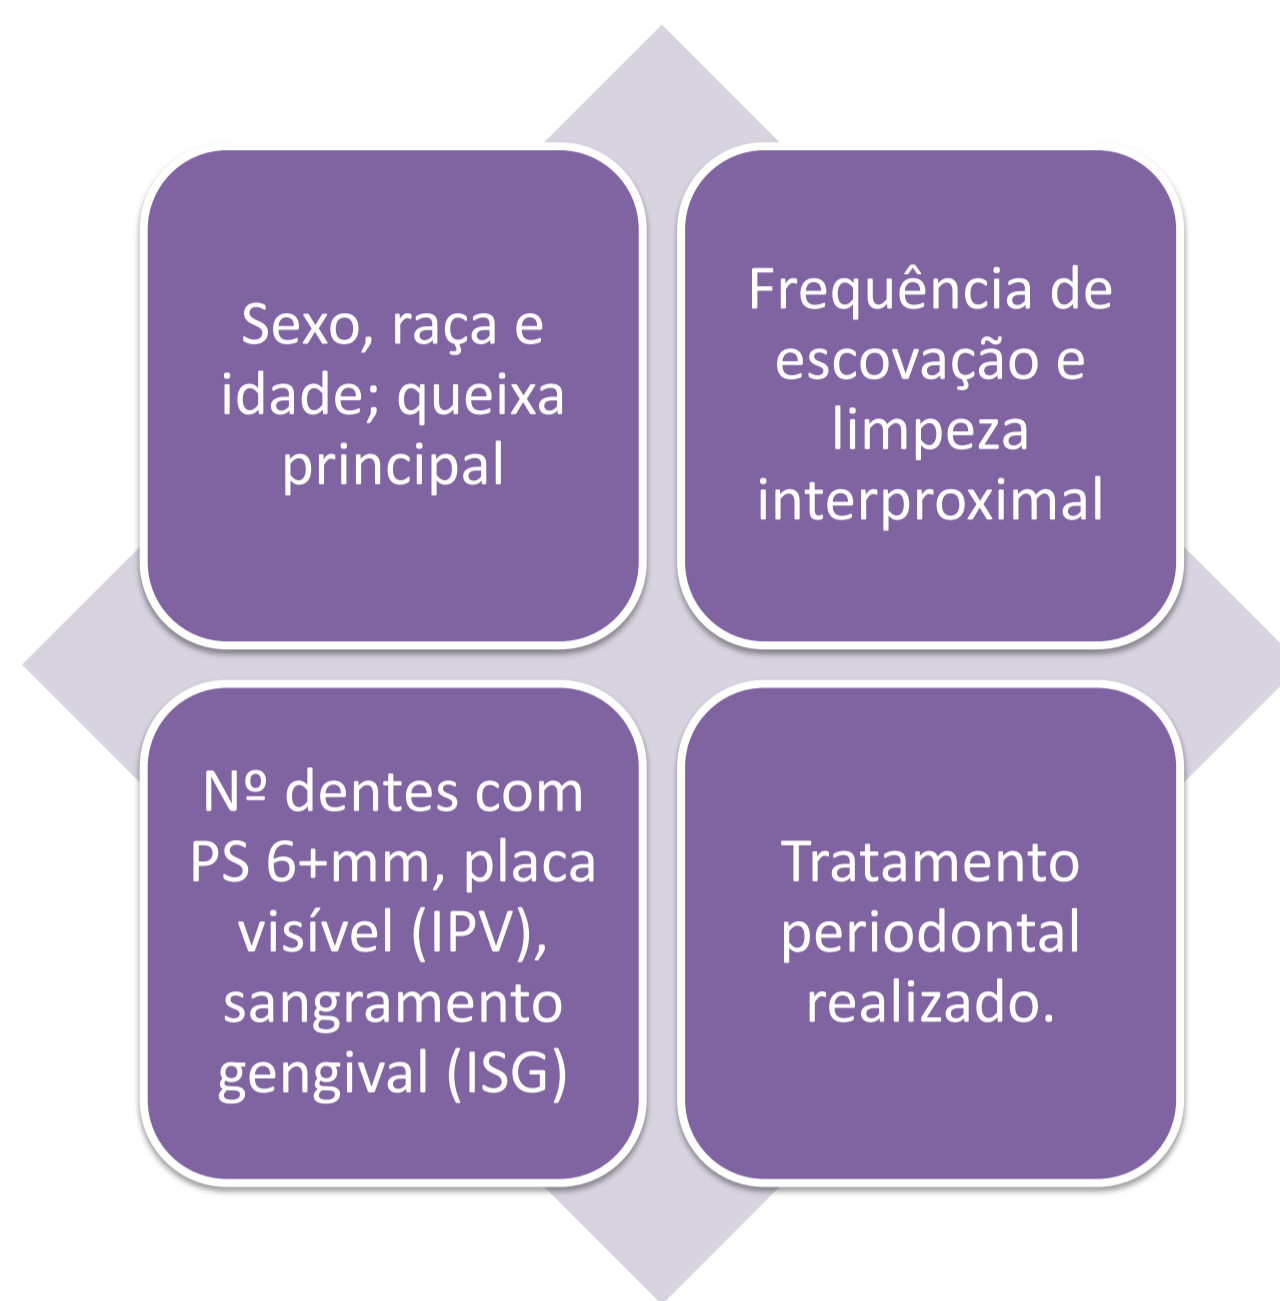 Sexo, raça e
idade; queixa
principal
Frequência de
escovação e
limpeza
interproximal
Nº dentes com
PS 6+mm, placa
visível (IPV),
sangramento
gengival (ISG)
Tratamento
periodontal
realizado.